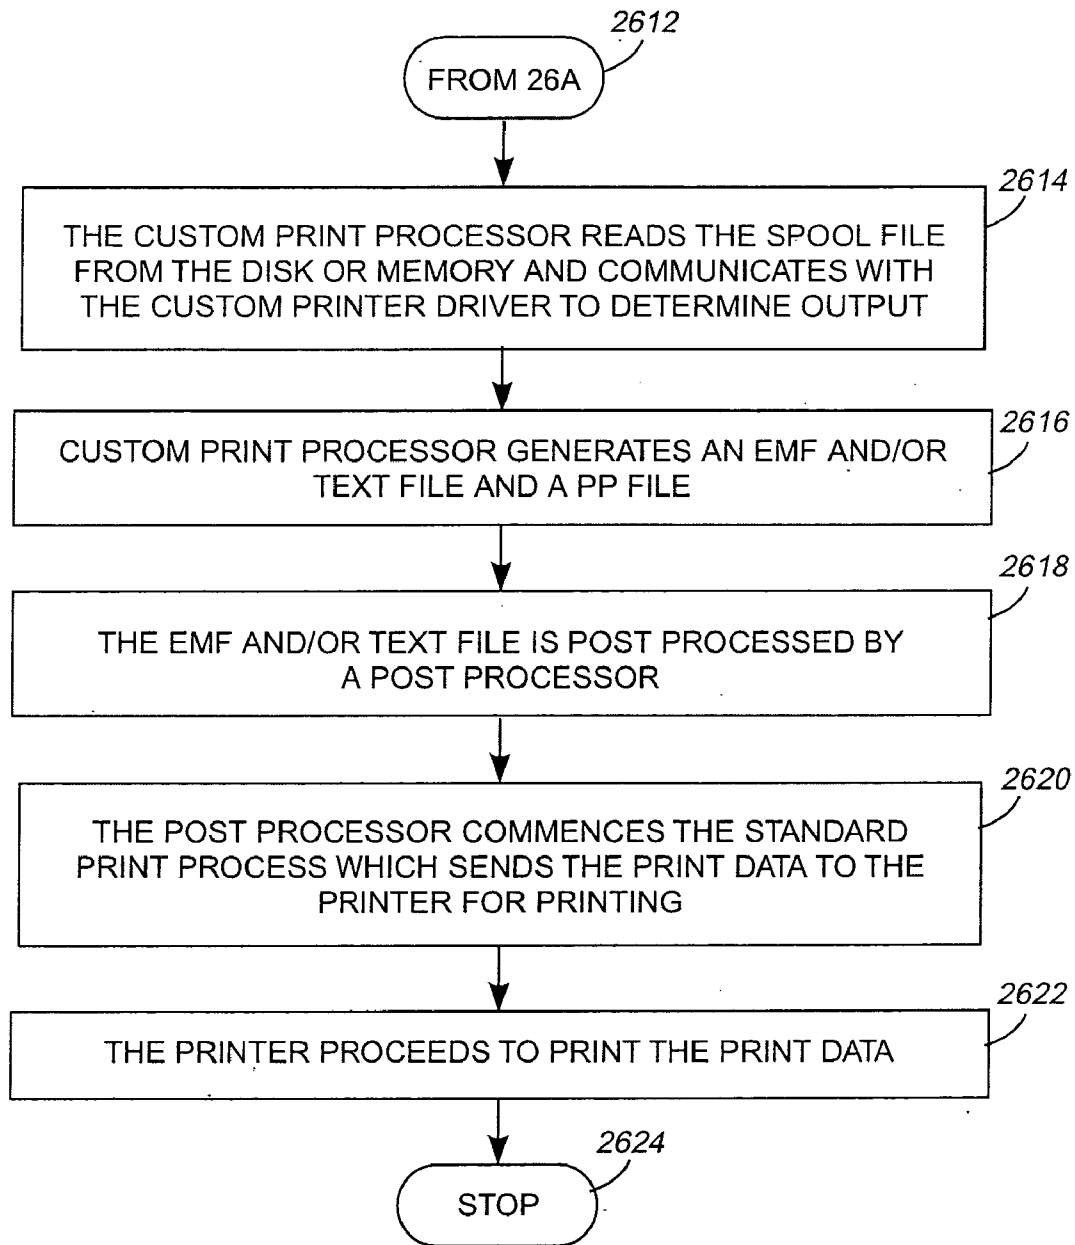 2612
FROM 26A
2614
THE CUSTOM PRINT PROCESSOR READS THE SPOOL FILE
FROM THE DISK OR MEMORY AND COMMUNICATES WITH
THE CUSTOM PRINTER DRIVER TO DETERMINE OUTPUT
2616
CUSTOM PRINT PROCESSOR GENERATES AN EMF AND/OR
TEXT FILE AND A PP FILE
2618
THE EMF AND/OR TEXT FILE IS POST PROCESSED BY
A POST PROCESSOR
2620
THE POST PROCESSOR COMMENCES THE STANDARD
PRINT PROCESS WHICH SENDS THE PRINT DATA TO THE
PRINTER FOR PRINTING
2622
THE PRINTER PROCEEDS TO PRINT THE PRINT DATA
2624
STOP